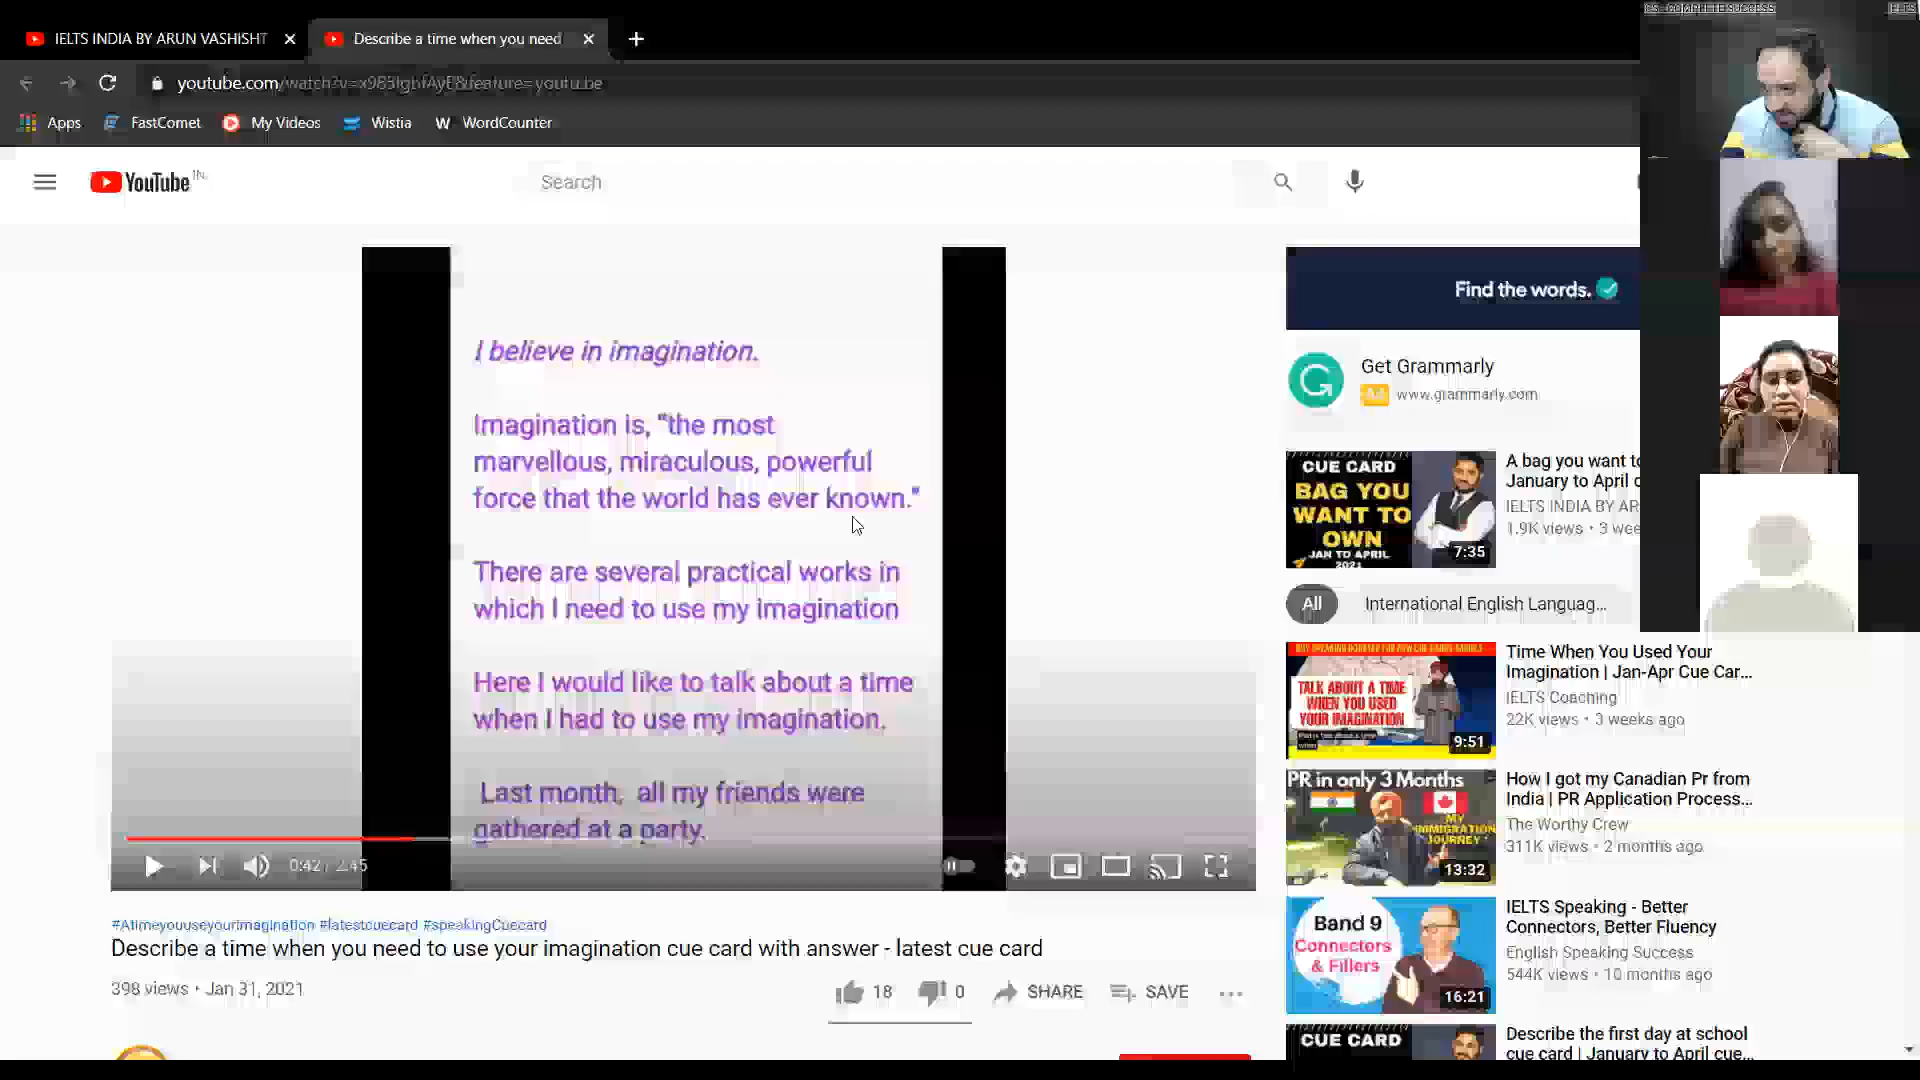 IELTS INDIA BY ARUN VASHISHT
Describe a time when you need
youtube.com
Apps
FastComet
My Videos
Wistia
W WordCounter
YouTube IN
Search
I believe in imagination.
Imagination is, "the most
marvellous, miraculous, powerful
force that the world has ever known."
There are several practical works in
which I need to use my imagination
Here I would like to talk about a time
when I had to use my imagination.
Last month, all my friends were
gathered at a party.
0:42 / 2:45
#Atimeyouuseyourimagination #latestcuecard #speakingCuecard
Describe a time when you need to use your imagination cue card with answer - latest cue card
398 views • Jan 31, 2021
18
0
SHARE
SAVE
Find the words.
Get Grammarly
Ad www.grammarly.com
CUE CARD
BAG YOU
WANT TO
OWN
JAN TO APRIL
2021
7:35
A bag you want to
January to April c
IELTS INDIA BY AR
1.9K views • 3 wee
All
International English Languag...
TALK ABOUT A TIME
WHEN YOU USED
YOUR IMAGINATION
9:51
Time When You Used Your
Imagination | Jan-Apr Cue Car...
IELTS Coaching
22K views • 3 weeks ago
PR in only 3 Months
MY
IMMIGRATION
JOURNEY
13:32
How I got my Canadian Pr from
India | PR Application Process...
The Worthy Crew
311K views • 2 months ago
Band 9
Connectors
& Fillers
16:21
IELTS Speaking - Better
Connectors, Better Fluency
English Speaking Success
544K views • 10 months ago
CUE CARD
Describe the first day at school
cue card | January to April cue...